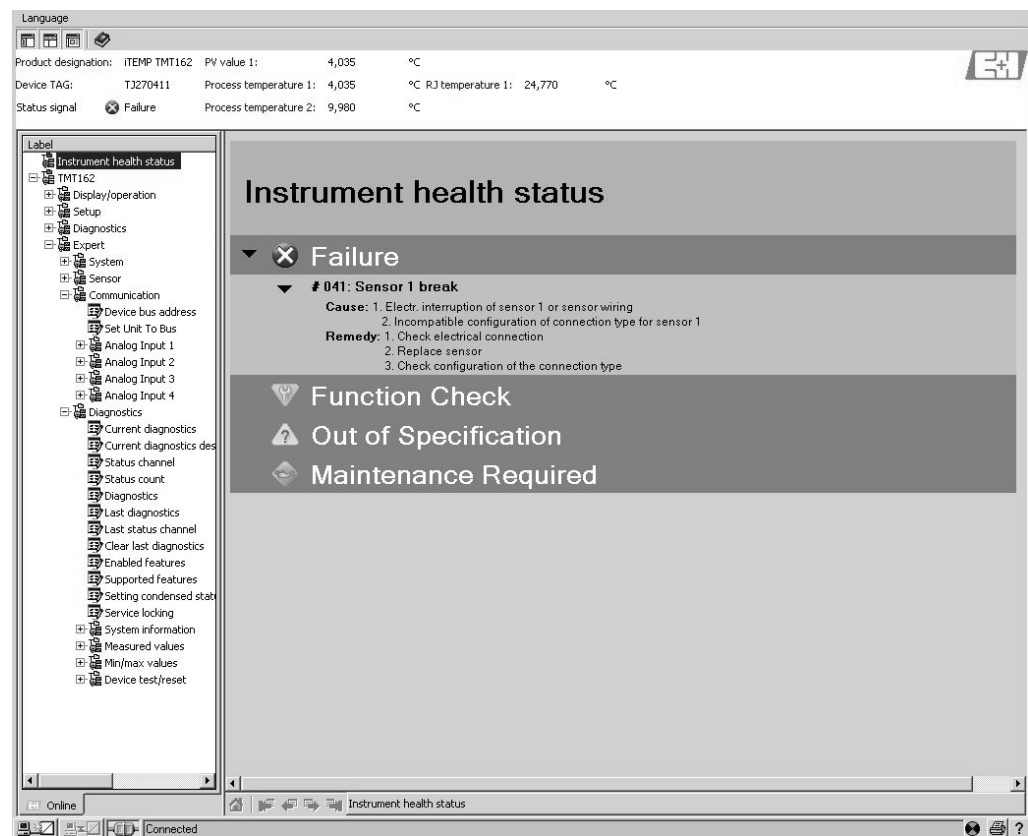 Language
Product designation: iTEMP TMT162 PV value 1: 4,035 °C
Device TAG: TJ270411 Process temperature 1: 4,035 °C RJ temperature 1: 24,770 °C
Status signal Failure Process temperature 2: 9,980 °C
E+H
Label
Instrument health status
TMT162
Display/operation
Setup
Diagnostics
Expert
System
Sensor
Communication
Device bus address
Set Unit To Bus
Analog Input 1
Analog Input 2
Analog Input 3
Analog Input 4
Diagnostics
Current diagnostics
Current diagnostics des
Status channel
Status count
Diagnostics
Last diagnostics
Last status channel
Clear last diagnostics
Enabled features
Supported features
Setting condensed stat
Service locking
System information
Measured values
Min/max values
Device test/reset
Online
Instrument health status
Failure
# 041: Sensor 1 break
Cause: 1. Electr. interruption of sensor 1 or sensor wiring
2. Incompatible configuration of connection type for sensor 1
Remedy: 1. Check electrical connection
2. Replace sensor
3. Check configuration of the connection type
Function Check
Out of Specification
Maintenance Required
Instrument health status
Connected